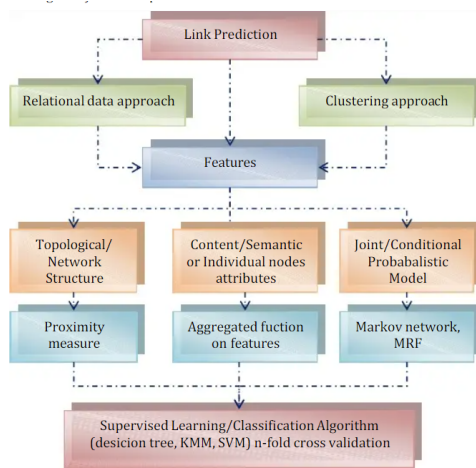 Link Prediction
Relational data approach
Clustering approach
Features
Topological/
Network
Structure
Content/Semantic
or Individual nodes
attributes
Joint/Conditional
Probabalistic
Model
Proximity
measure
Aggregated fuction
on features
Markov network,
MRF
Supervised Learning/Classification Algorithm
(desicion tree, KMM, SVM) n-fold cross validation